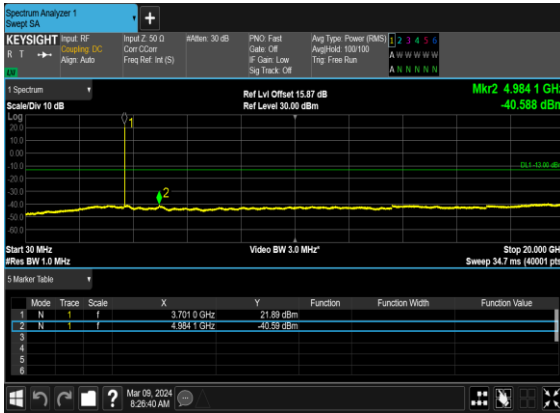 Spectrum Analyzer 1
Swept SA
+
KEYSIGHT Input: RF Input Z: 50 Ω #Atten: 30 dB PNO: Fast Avg Type: Power (RMS) 1 2 3 4 5 6
R T Coupling: DC Corr CCorr Gate: Off Avg|Hold: 100/100 A W W W W W
Align: Auto Freq Ref: Int (S) IF Gain: Low Trig: Free Run
Sig Track: Off A N N N N N
1 Spectrum Ref Lvl Offset 15.87 dB Mkr2 4.984 1 GHz
Scale/Div 10 dB Ref Level 30.00 dBm -40.588 dBm
Log
20.0
10.0
0.00
-10.0
DL1 -13.00 dBm
-20.0
-30.0
-40.0
-50.0
-60.0
1
2
Start 30 MHz Video BW 3.0 MHz* Stop 20.000 GH
#Res BW 1.0 MHz Sweep 34.7 ms (40001 pts
5 Marker Table
Mode Trace Scale X Y Function Function Width Function Value
1 N 1 f 3.701 0 GHz 21.89 dBm
2 N 1 f 4.984 1 GHz -40.59 dBm
3
4
5
6
? Mar 09, 2024
8:26:40 AM